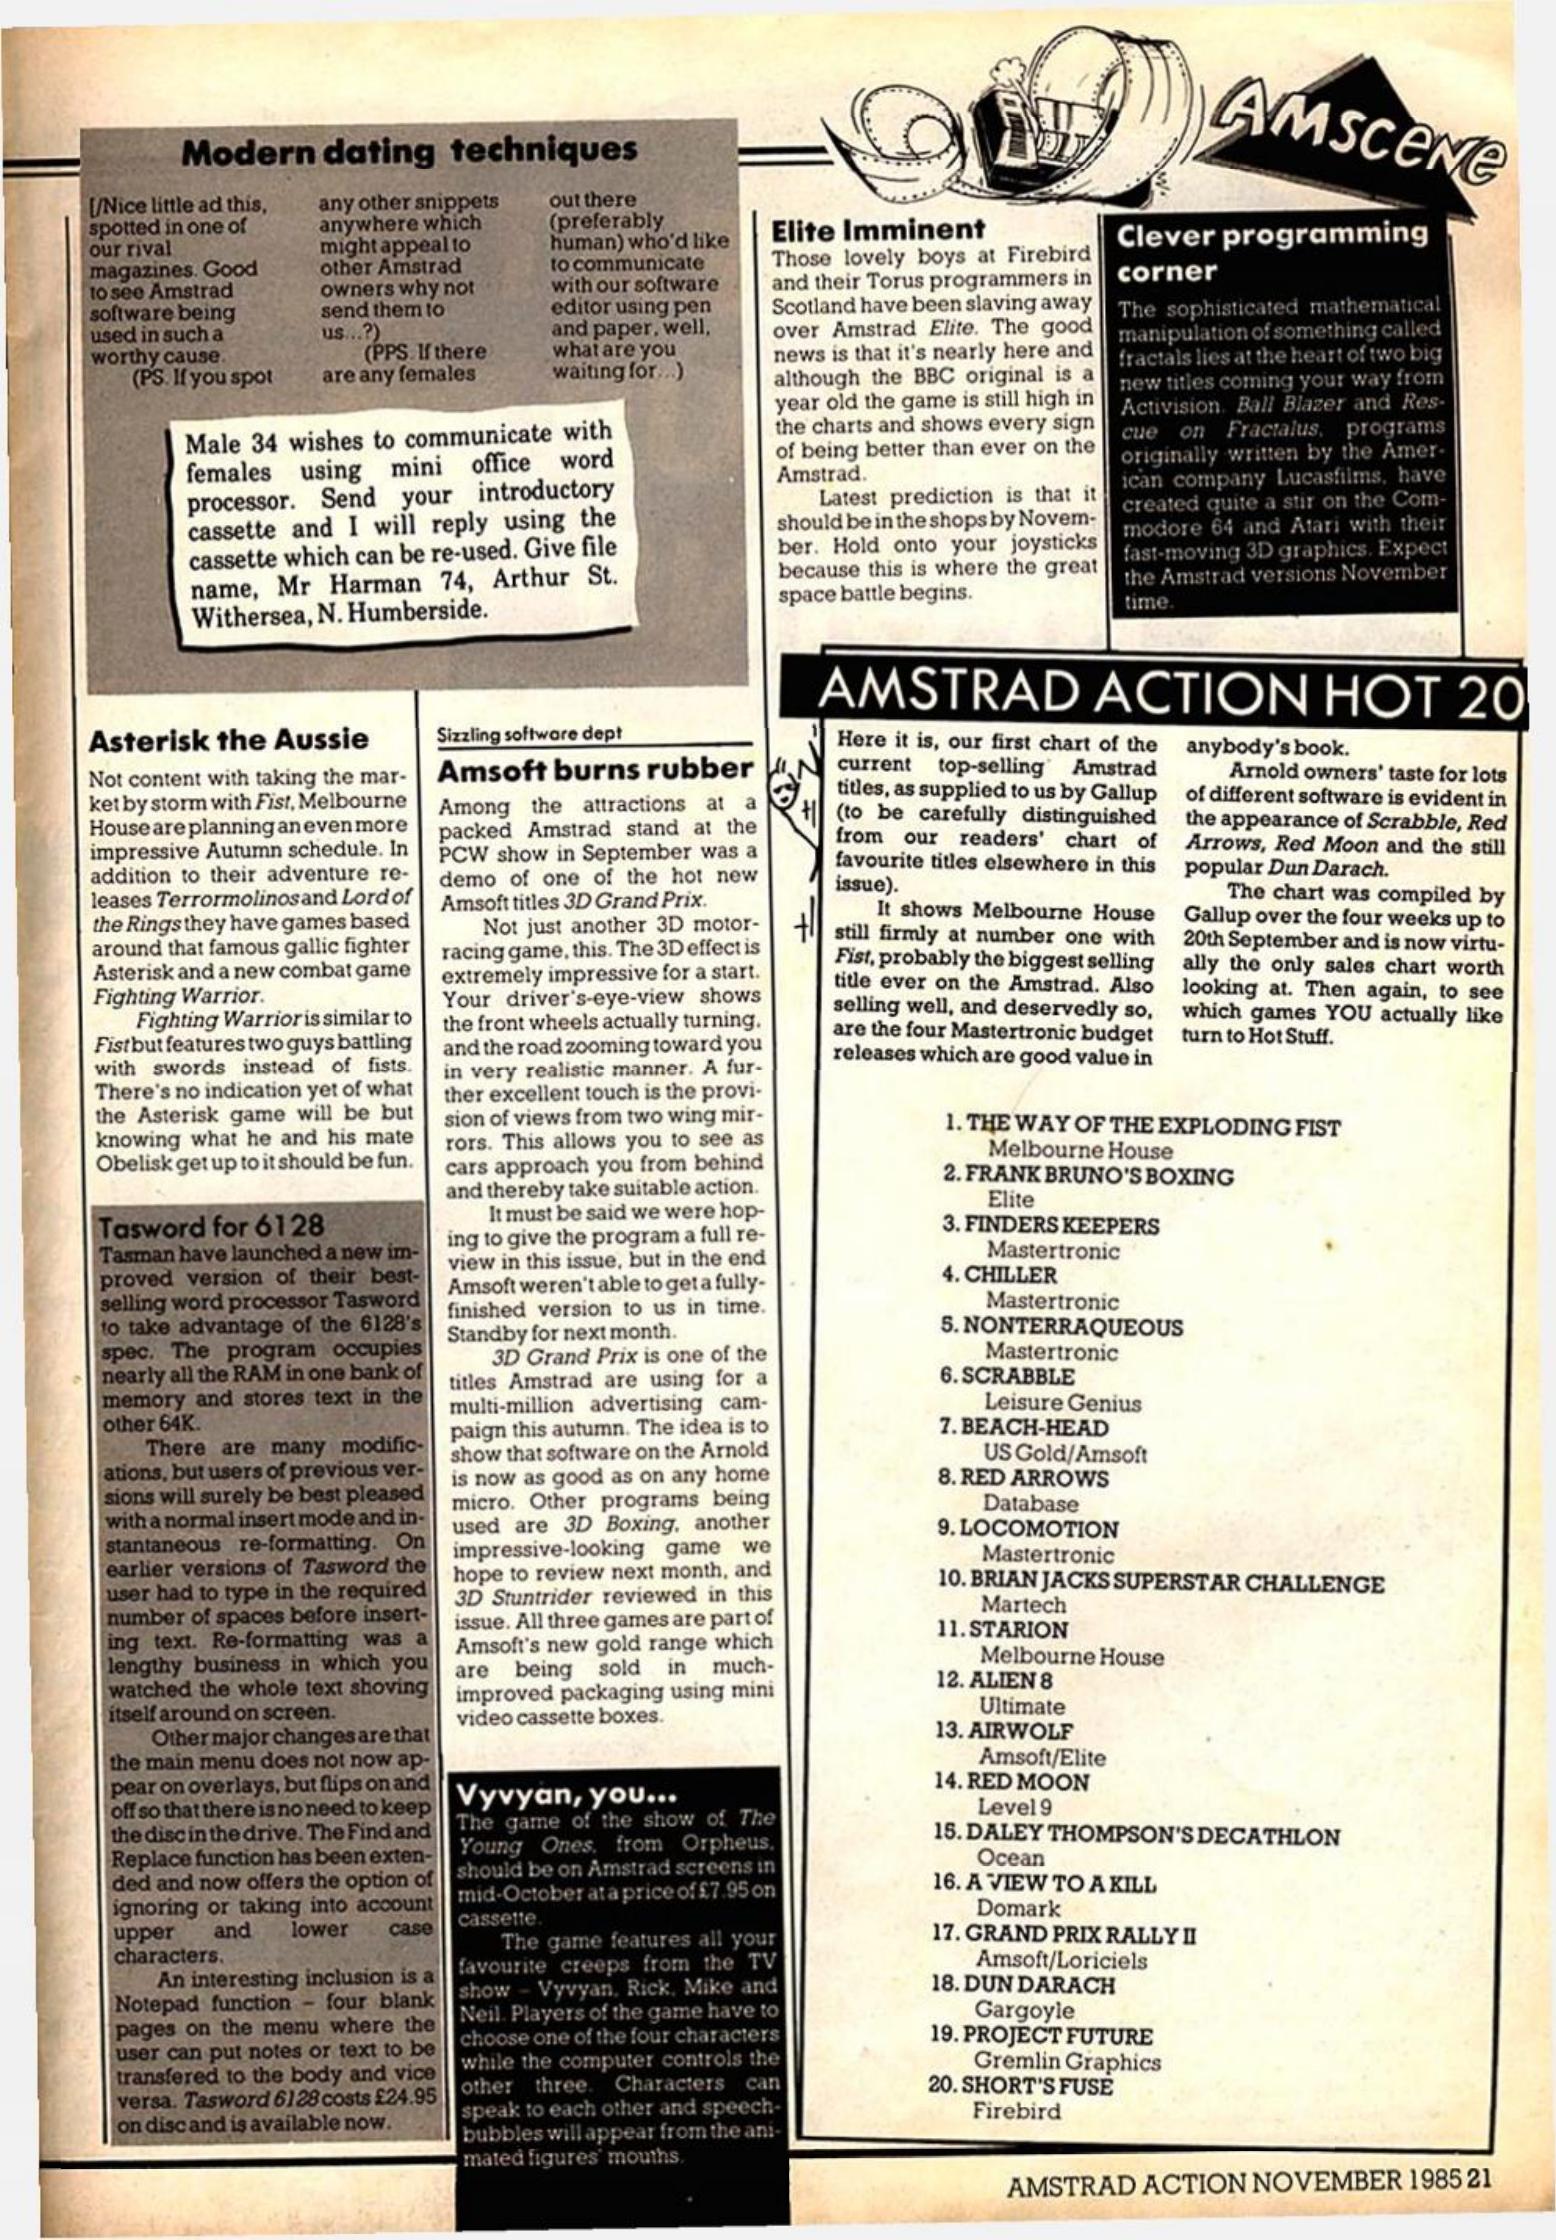 AMSCENE
Modern dating techniques
[/Nice little ad this,
spotted in one of
our rival
magazines. Good
to see Amstrad
software being
used in such a
worthy cause.
(PS. If you spot
any other snippets
anywhere which
might appeal to
other Amstrad
owners why not
send them to
us...?)
(PPS. If there
are any females
out there
(preferably
human) who'd like
to communicate
with our software
editor using pen
and paper, well,
what are you
waiting for...)
Male 34 wishes to communicate with
females using mini office word
processor. Send your introductory
cassette and I will reply using the
cassette which can be re-used. Give file
name, Mr Harman 74, Arthur St.
Withersea, N. Humberside.
Elite Imminent
Those lovely boys at Firebird
and their Torus programmers in
Scotland have been slaving away
over Amstrad Elite. The good
news is that it's nearly here and
although the BBC original is a
year old the game is still high in
the charts and shows every sign
of being better than ever on the
Amstrad.
Latest prediction is that it
should be in the shops by Novem-
ber. Hold onto your joysticks
because this is where the great
space battle begins.
Clever programming
corner
The sophisticated mathematical
manipulation of something called
fractals lies at the heart of two big
new titles coming your way from
Activision. Ball Blazer and Res-
cue on Fractalus, programs
originally written by the Amer-
ican company Lucasfilms, have
created quite a stir on the Com-
modore 64 and Atari with their
fast-moving 3D graphics. Expect
the Amstrad versions November
time.
Asterisk the Aussie
Not content with taking the mar-
ket by storm with Fist, Melbourne
House are planning an even more
impressive Autumn schedule. In
addition to their adventure re-
leases Terrormolinos and Lord of
the Rings they have games based
around that famous gallic fighter
Asterisk and a new combat game
Fighting Warrior.
Fighting Warrior is similar to
Fist but features two guys battling
with swords instead of fists.
There's no indication yet of what
the Asterisk game will be but
knowing what he and his mate
Obelisk get up to it should be fun.
Tasword for 6128
Tasman have launched a new im-
proved version of their best-
selling word processor Tasword
to take advantage of the 6128's
spec. The program occupies
nearly all the RAM in one bank of
memory and stores text in the
other 64K.
There are many modific-
ations, but users of previous ver-
sions will surely be best pleased
with a normal insert mode and in-
stantaneous re-formatting. On
earlier versions of Tasword the
user had to type in the required
number of spaces before insert-
ing text. Re-formatting was a
lengthy business in which you
watched the whole text shoving
itself around on screen.
Other major changes are that
the main menu does not now ap-
pear on overlays, but flips on and
off so that there is no need to keep
the disc in the drive. The Find and
Replace function has been exten-
ded and now offers the option of
ignoring or taking into account
upper and lower case
characters.
An interesting inclusion is a
Notepad function – four blank
pages on the menu where the
user can put notes or text to be
transfered to the body and vice
versa. Tasword 6128 costs £24.95
on disc and is available now.
Sizzling software dept
Amsoft burns rubber
Among the attractions at a
packed Amstrad stand at the
PCW show in September was a
demo of one of the hot new
Amsoft titles 3D Grand Prix.
Not just another 3D motor-
racing game, this. The 3D effect is
extremely impressive for a start.
Your driver's-eye-view shows
the front wheels actually turning,
and the road zooming toward you
in very realistic manner. A fur-
ther excellent touch is the provi-
sion of views from two wing mir-
rors. This allows you to see as
cars approach you from behind
and thereby take suitable action.
It must be said we were hop-
ing to give the program a full re-
view in this issue, but in the end
Amsoft weren't able to get a fully-
finished version to us in time.
Standby for next month.
3D Grand Prix is one of the
titles Amstrad are using for a
multi-million advertising cam-
paign this autumn. The idea is to
show that software on the Arnold
is now as good as on any home
micro. Other programs being
used are 3D Boxing, another
impressive-looking game we
hope to review next month, and
3D Stuntrider reviewed in this
issue. All three games are part of
Amsoft's new gold range which
are being sold in much-
improved packaging using mini
video cassette boxes.
Vyvyan, you...
The game of the show of The
Young Ones, from Orpheus,
should be on Amstrad screens in
mid-October at a price of £7.95 on
cassette.
The game features all your
favourite creeps from the TV
show – Vyvyan, Rick, Mike and
Neil. Players of the game have to
choose one of the four characters
while the computer controls the
other three. Characters can
speak to each other and speech-
bubbles will appear from the ani-
mated figures' mouths.
AMSTRAD ACTION HOT 20
Here it is, our first chart of the
current top-selling Amstrad
titles, as supplied to us by Gallup
(to be carefully distinguished
from our readers' chart of
favourite titles elsewhere in this
issue).
It shows Melbourne House
still firmly at number one with
Fist, probably the biggest selling
title ever on the Amstrad. Also
selling well, and deservedly so,
are the four Mastertronic budget
releases which are good value in
anybody's book.
Arnold owners' taste for lots
of different software is evident in
the appearance of Scrabble, Red
Arrows, Red Moon and the still
popular Dun Darach.
The chart was compiled by
Gallup over the four weeks up to
20th September and is now virtu-
ally the only sales chart worth
looking at. Then again, to see
which games YOU actually like
turn to Hot Stuff.
1. THE WAY OF THE EXPLODING FIST
Melbourne House
2. FRANK BRUNO'S BOXING
Elite
3. FINDERS KEEPERS
Mastertronic
4. CHILLER
Mastertronic
5. NONTERRAQUEOUS
Mastertronic
6. SCRABBLE
Leisure Genius
7. BEACH-HEAD
US Gold/Amsoft
8. RED ARROWS
Database
9. LOCOMOTION
Mastertronic
10. BRIAN JACKS SUPERSTAR CHALLENGE
Martech
11. STARION
Melbourne House
12. ALIEN 8
Ultimate
13. AIRWOLF
Amsoft/Elite
14. RED MOON
Level 9
15. DALEY THOMPSON'S DECATHLON
Ocean
16. A VIEW TO A KILL
Domark
17. GRAND PRIX RALLY II
Amsoft/Loriciels
18. DUN DARACH
Gargoyle
19. PROJECT FUTURE
Gremlin Graphics
20. SHORT'S FUSE
Firebird
AMSTRAD ACTION NOVEMBER 1985 21